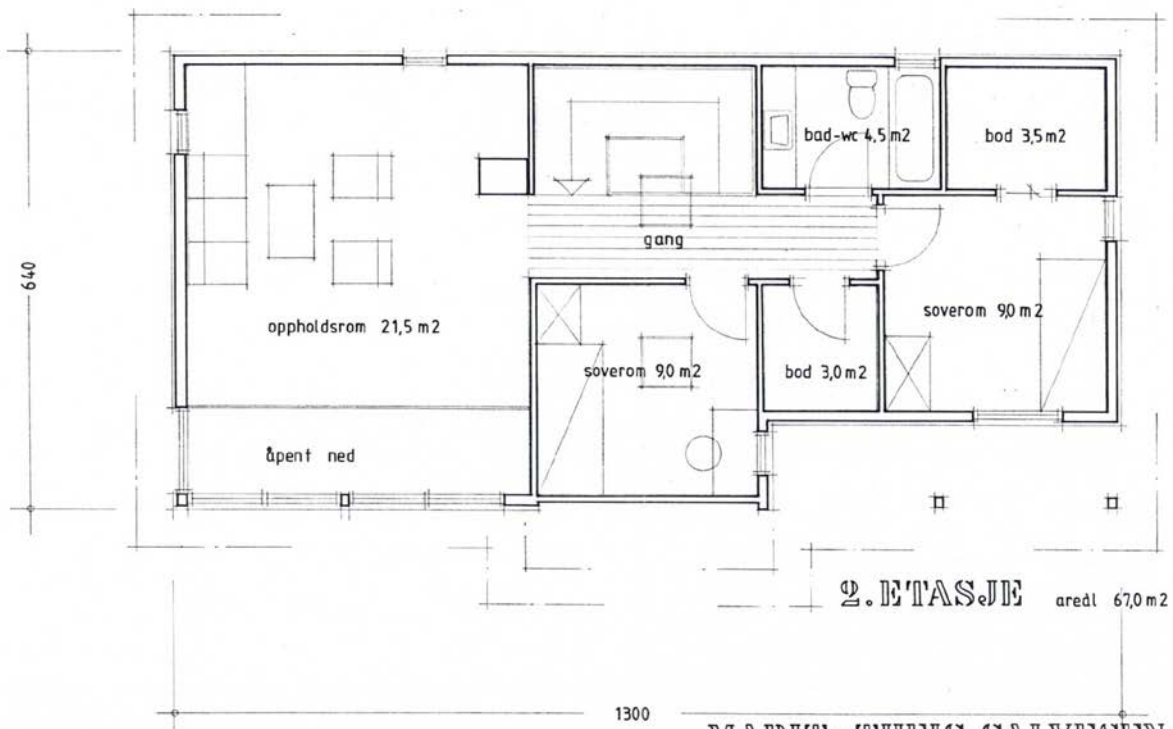 bad-wc 4,5 m2
bod 3,5 m2
gang
640
oppholdsrom 21,5 m2
soverom 9,0 m2
soverom 9,0 m2
bod 3,0 m2
åpent ned
2. ETASJE areal 67,0 m2
1300